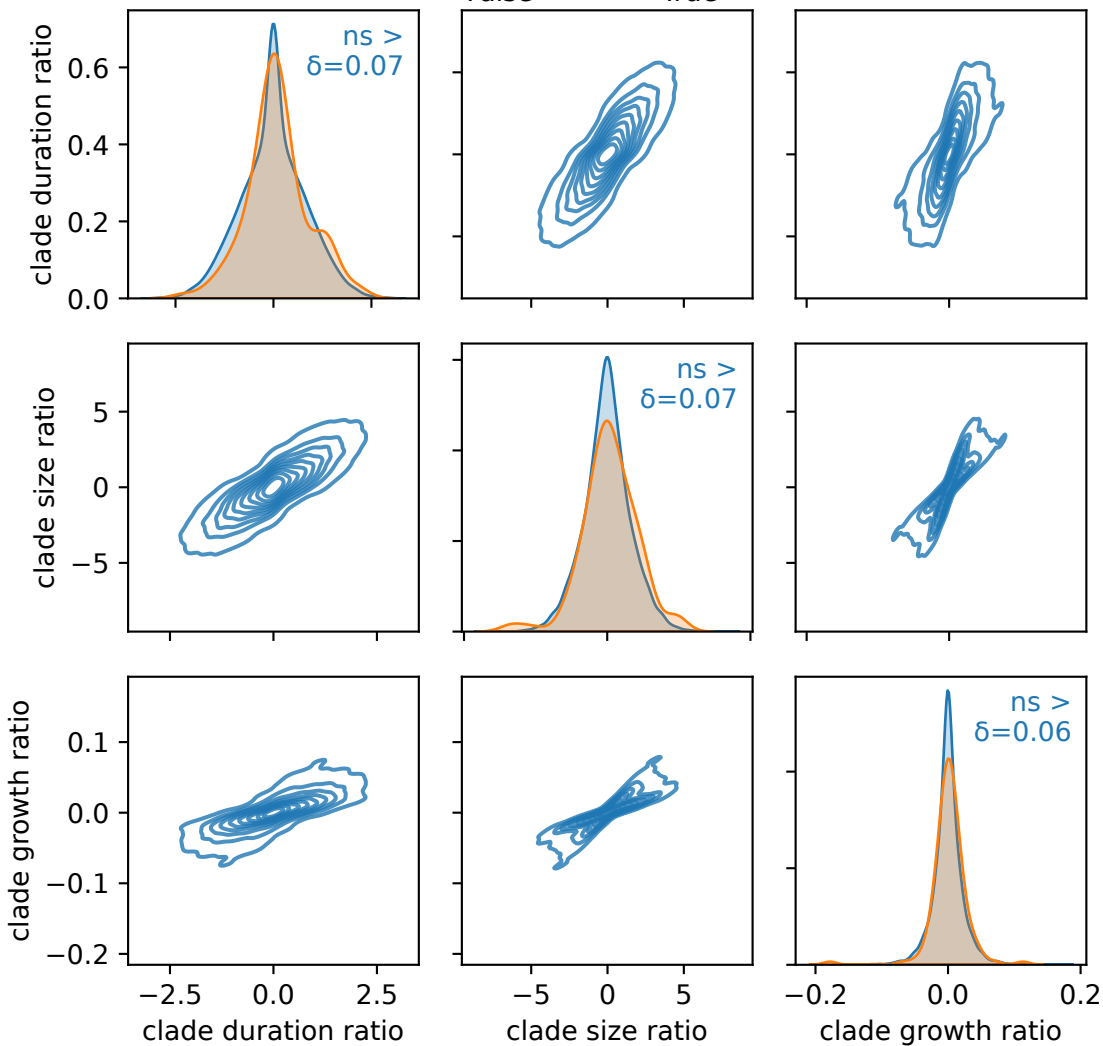 True
clade duration ratio
0.6
0.4
0.2
0.0
ns >
δ=0.07
clade size ratio
5
0
−5
ns >
δ=0.07
clade growth ratio
0.1
0.0
−0.1
−0.2
ns >
δ=0.06
−2.5 0.0 2.5
−5 0 5
−0.2 0.0 0.2
clade duration ratio
clade size ratio
clade growth ratio